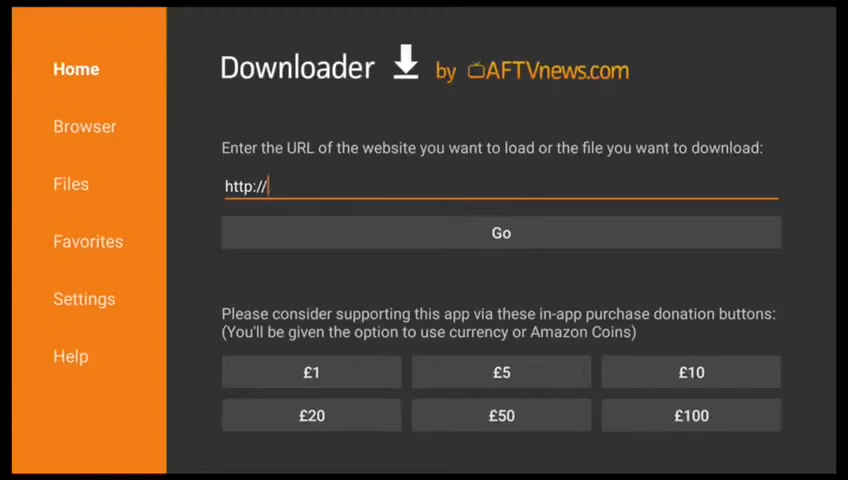 Home
Browser
Files
Favorites
Settings
Help
Downloader by AFTVnews.com
Enter the URL of the website you want to load or the file you want to download:
http://
Go
Please consider supporting this app via these in-app purchase donation buttons:
(You'll be given the option to use currency or Amazon Coins)
£1 £5 £10
£20 £50 £100